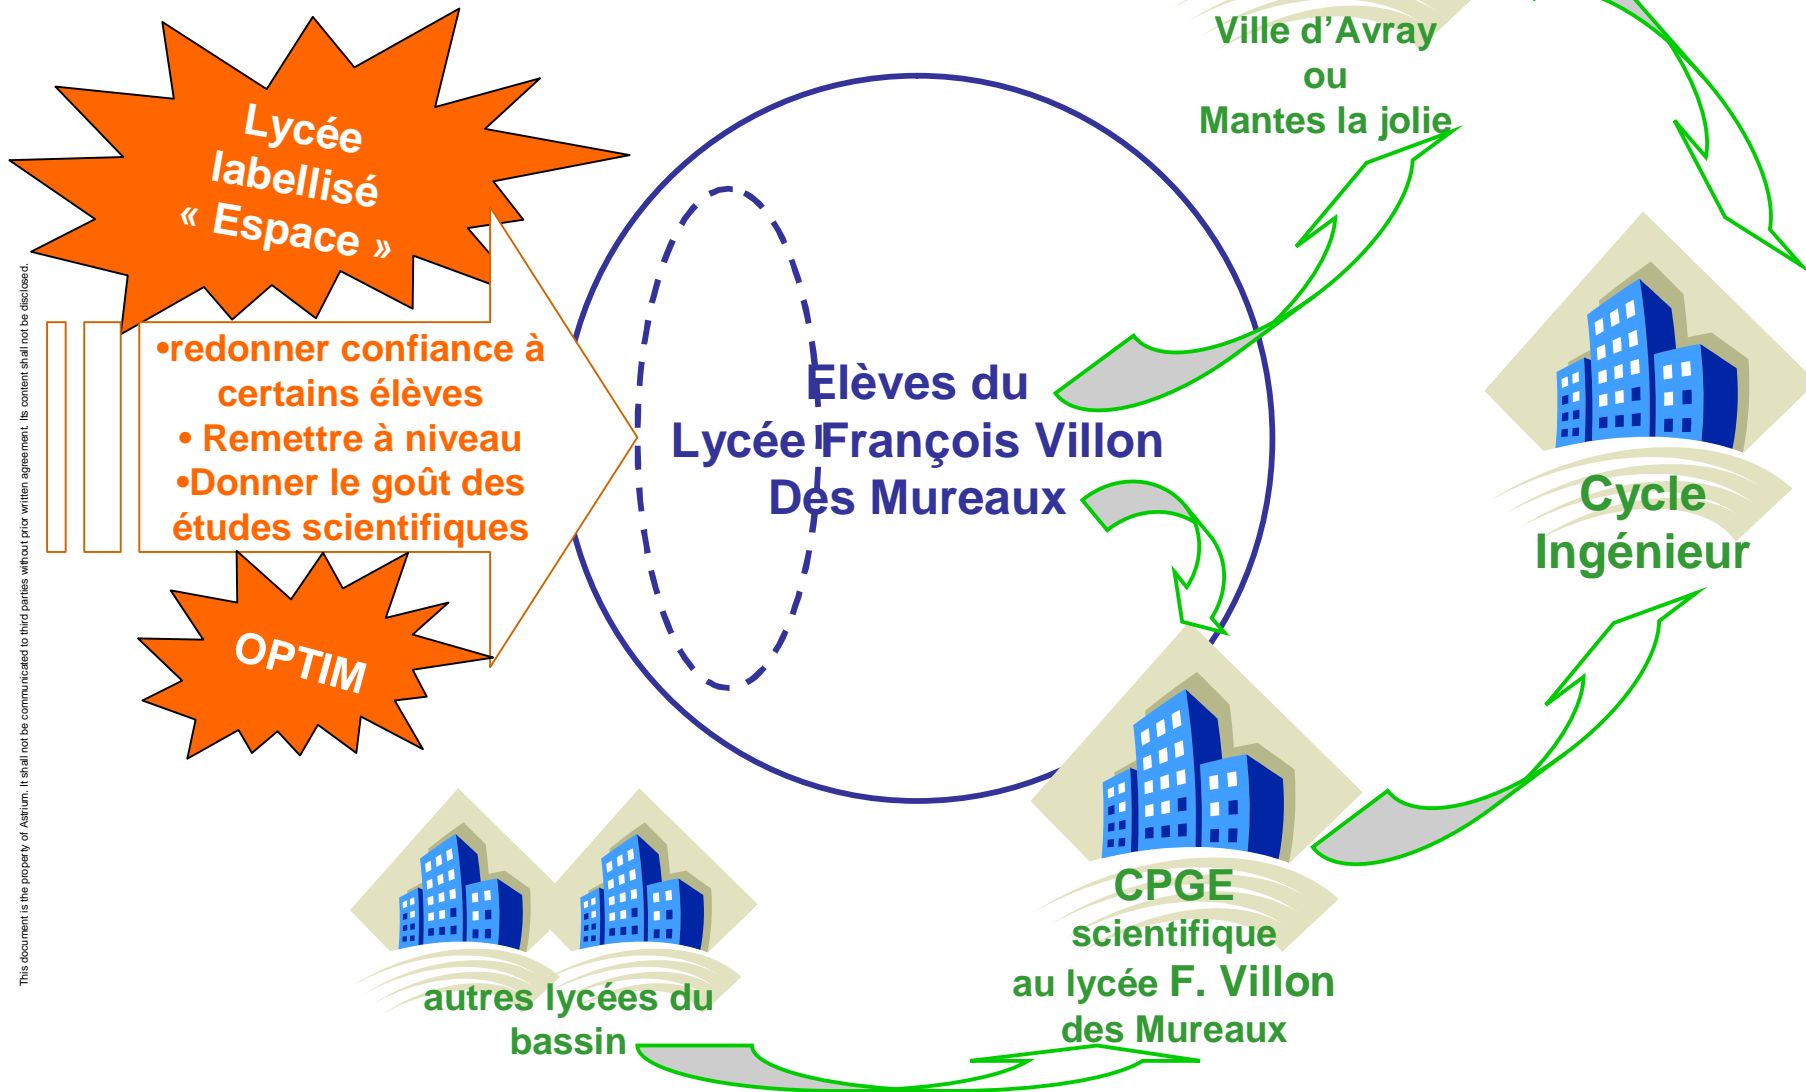 Lycée
labellisé
« Espace »
•redonner confiance à
certains élèves
• Remettre à niveau
•Donner le goût des
études scientifiques
OPTIM
Elèves du
Lycée François Villon
Des Mureaux
Ville d’Avray
ou
Mantes la jolie
Cycle
Ingénieur
CPGE
scientifique
au lycée F. Villon
des Mureaux
autres lycées du
bassin
This document is the property of Astrium. It shall not be communicated to third parties without prior written agreement. Its content shall not be disclosed.